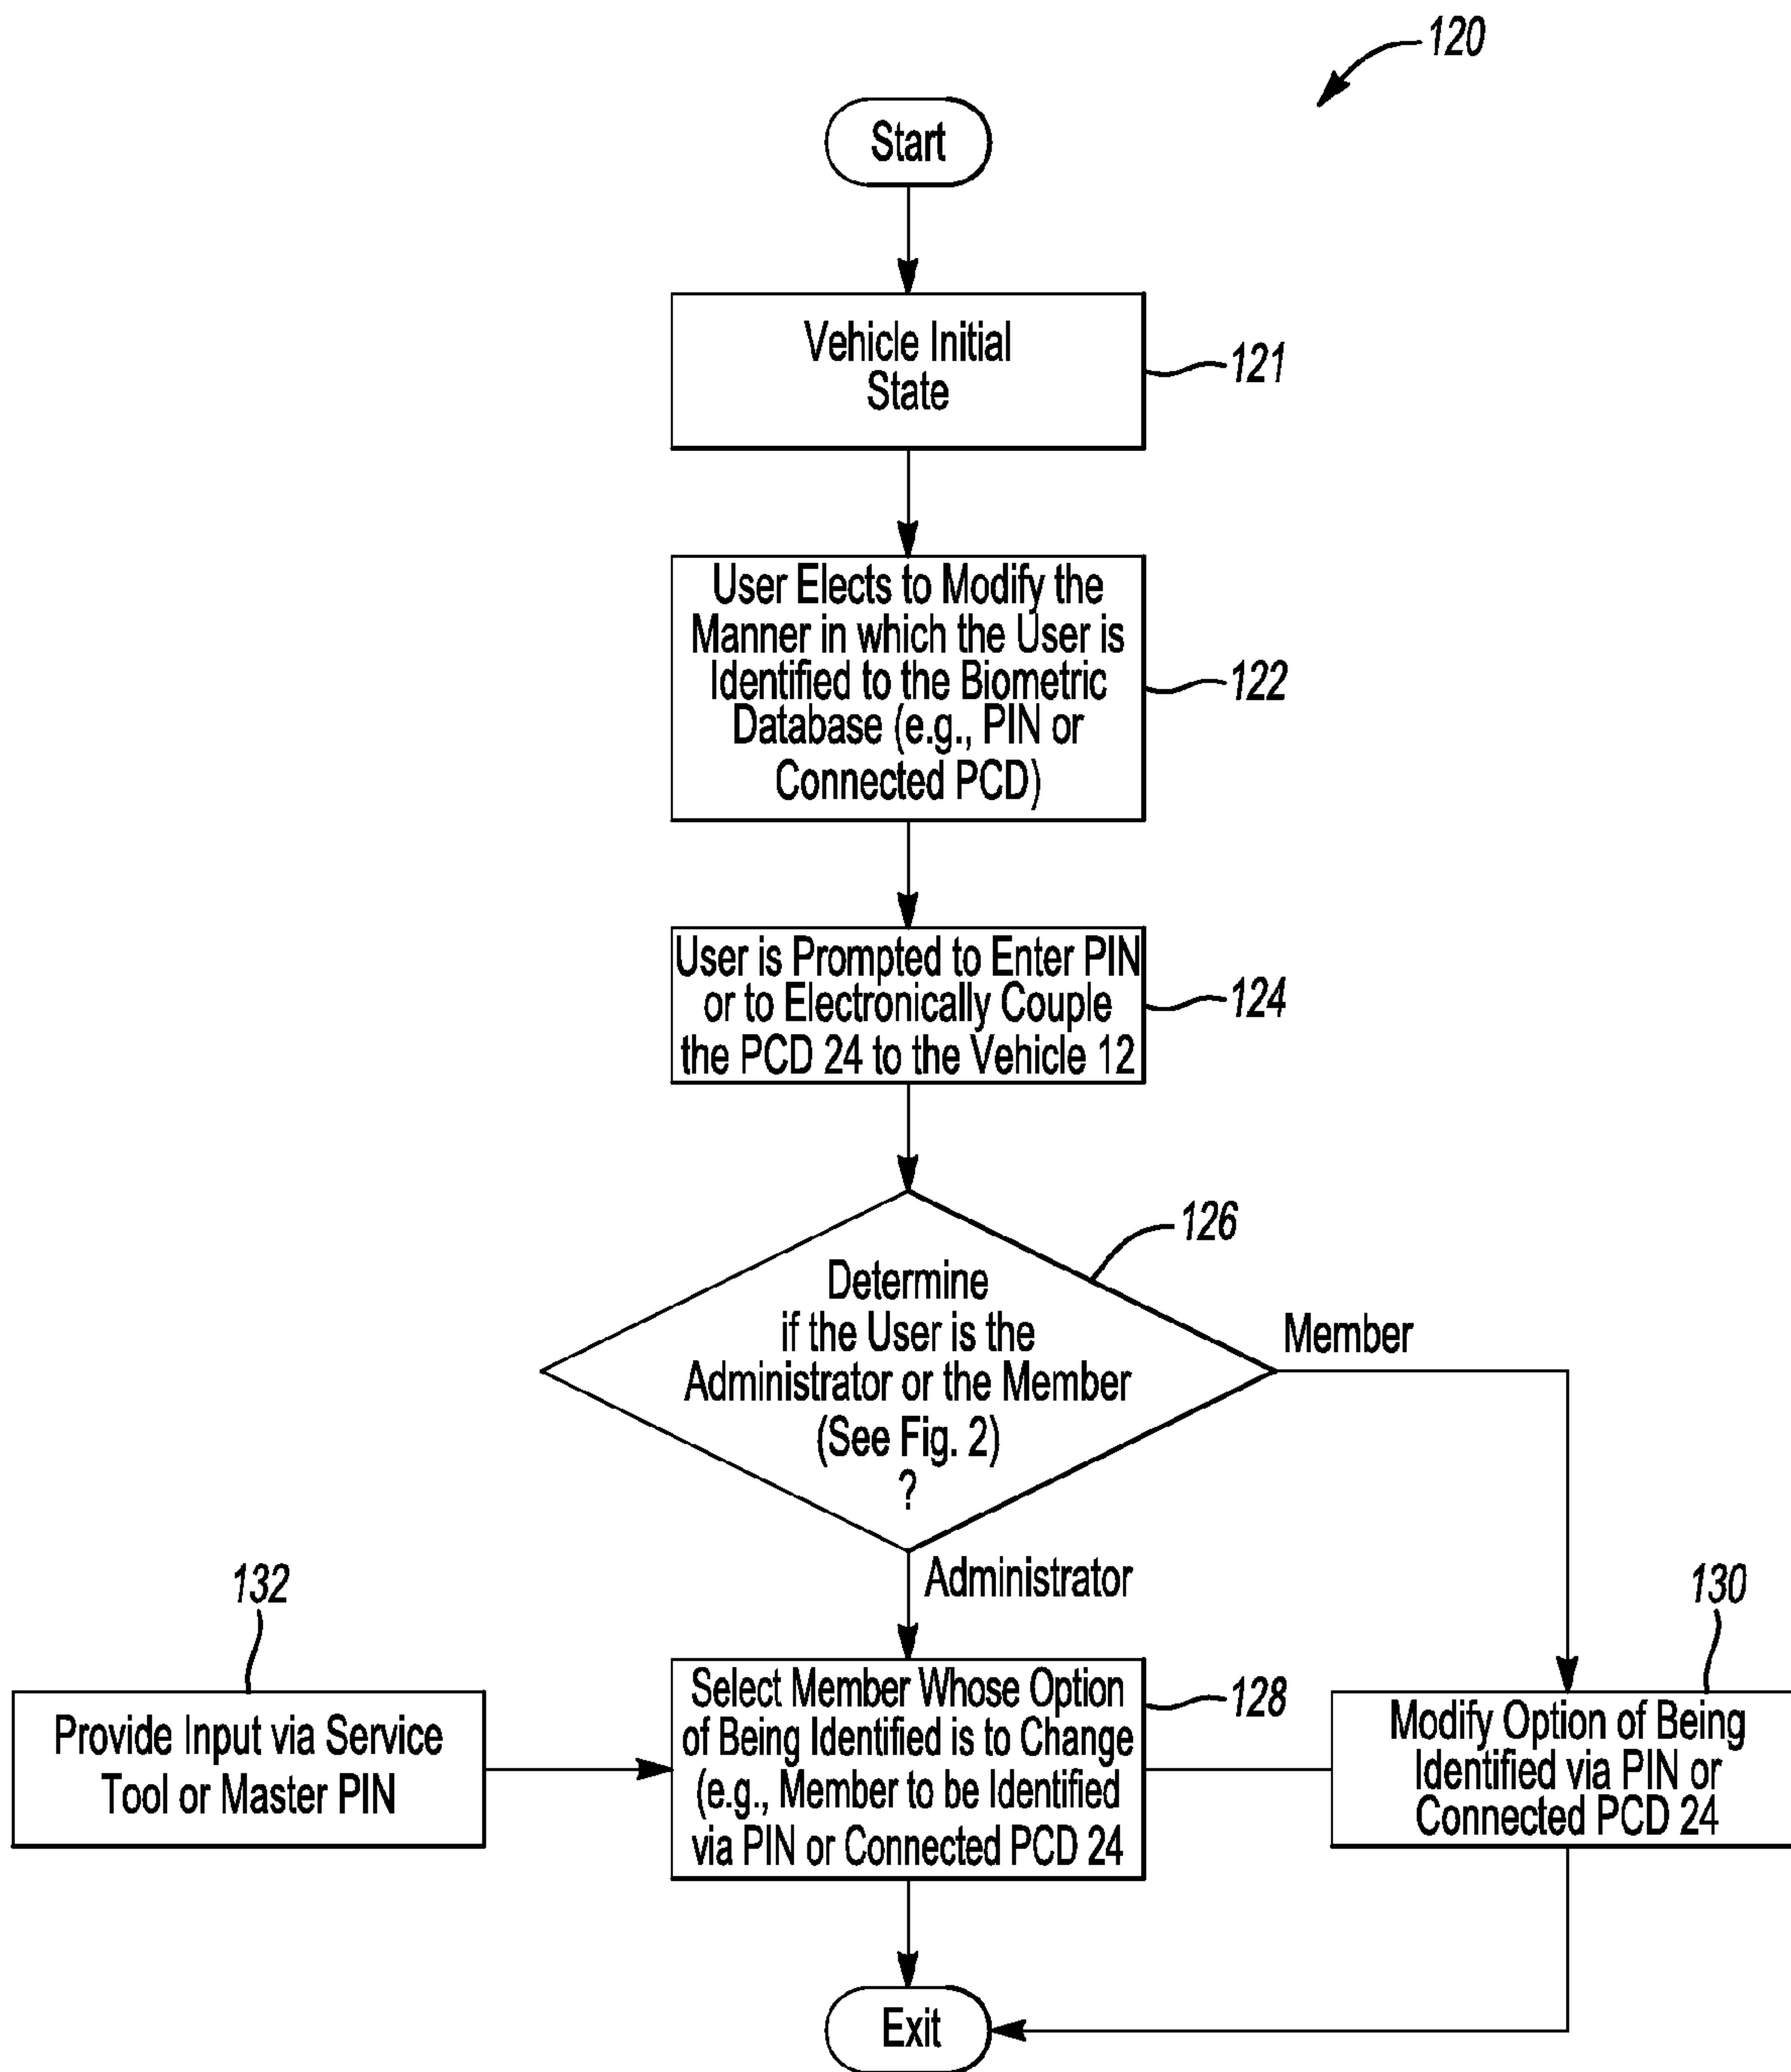 120
Start
Vehicle Initial
State
121
User Elects to Modify the
Manner in which the User is
Identified to the Biometric
Database (e.g., PIN or
Connected PCD)
122
User is Prompted to Enter PIN
or to Electronically Couple
the PCD 24 to the Vehicle 12
124
126
Determine
if the User is the
Administrator or the Member
(See Fig. 2)
?
Member
Administrator
132
Provide Input via Service
Tool or Master PIN
Select Member Whose Option
of Being Identified is to Change
(e.g., Member to be Identified
via PIN or Connected PCD 24
128
130
Modify Option of Being
Identified via PIN or
Connected PCD 24
Exit